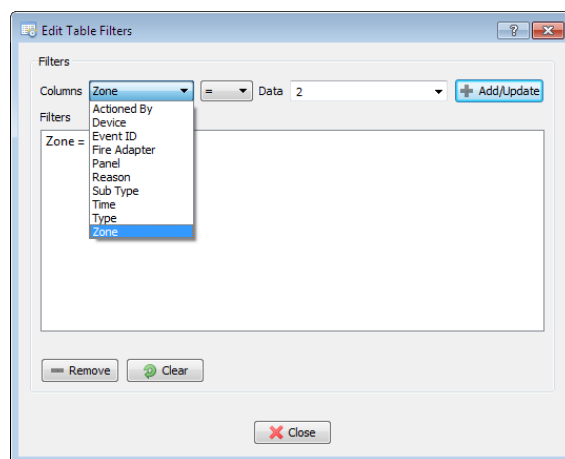 Edit Table Filters
Filters
Columns Zone = Data 2 Add/Update
Filters
Zone =
Actioned By
Device
Event ID
Fire Adapter
Panel
Reason
Sub Type
Time
Type
Zone
Remove Clear
Close